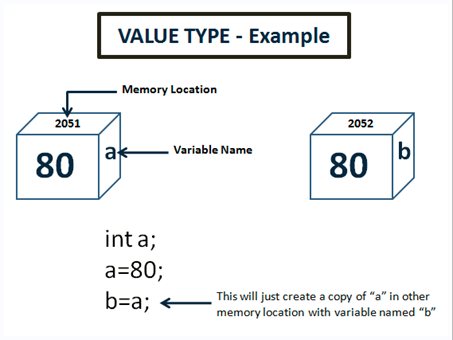 VALUE TYPE - Example
Memory Location
2051
80
a
Variable Name
2052
80
b
int a;
a=80;
b=a;
This will just create a copy of “a” in other
memory location with variable named “b”